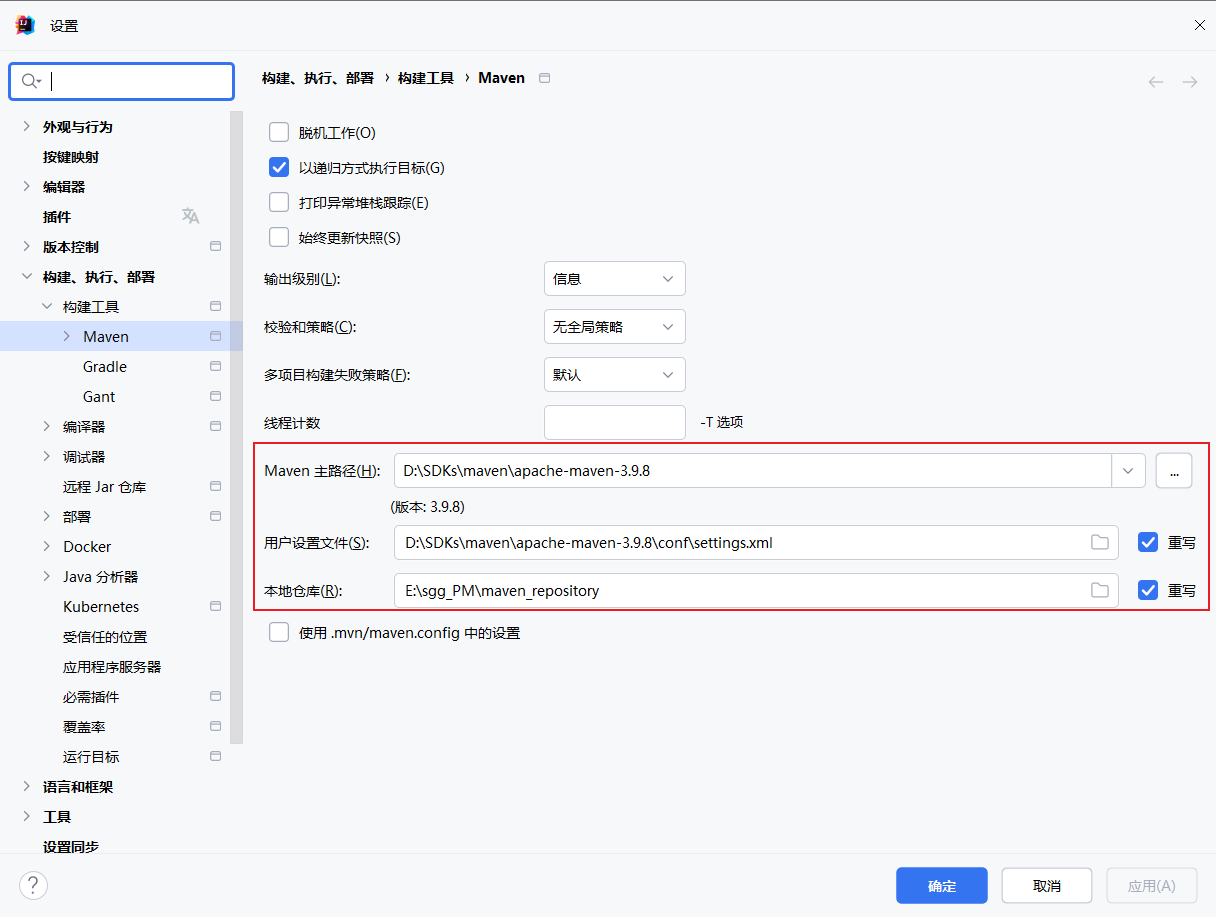 设置
构建、执行、部署 › 构建工具 › Maven
外观与行为
按键映射
编辑器
插件
版本控制
构建、执行、部署
构建工具
Maven
Gradle
Gant
编译器
调试器
远程 Jar 仓库
部署
Docker
Java 分析器
Kubernetes
受信任的位置
应用程序服务器
必需插件
覆盖率
运行目标
语言和框架
工具
设置同步
脱机工作(O)
以递归方式执行目标(G)
打印异常堆栈跟踪(E)
始终更新快照(S)
输出级别(L): 信息
校验和策略(C): 无全局策略
多项目构建失败策略(F): 默认
线程计数 -T 选项
Maven 主路径(H): D:\SDKs\maven\apache-maven-3.9.8 ...
(版本: 3.9.8)
用户设置文件(S): D:\SDKs\maven\apache-maven-3.9.8\conf\settings.xml 重写
本地仓库(R): E:\sgg_PM\maven_repository 重写
使用 .mvn/maven.config 中的设置
? 确定 取消 应用(A)